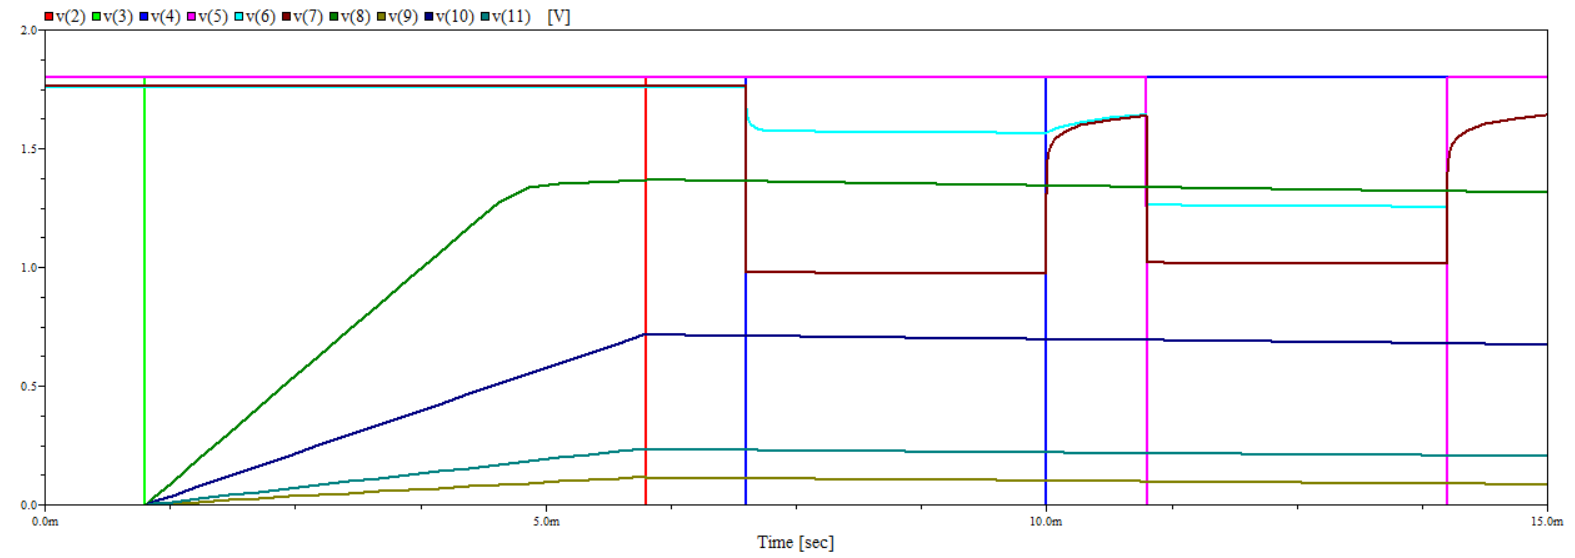 v(2) v(3) v(4) v(5) v(6) v(7) v(8) v(9) v(10) v(11) [V]
2.0
1.5
1.0
0.5
0.0
0.0m 5.0m 10.0m 15.0m
Time [sec]